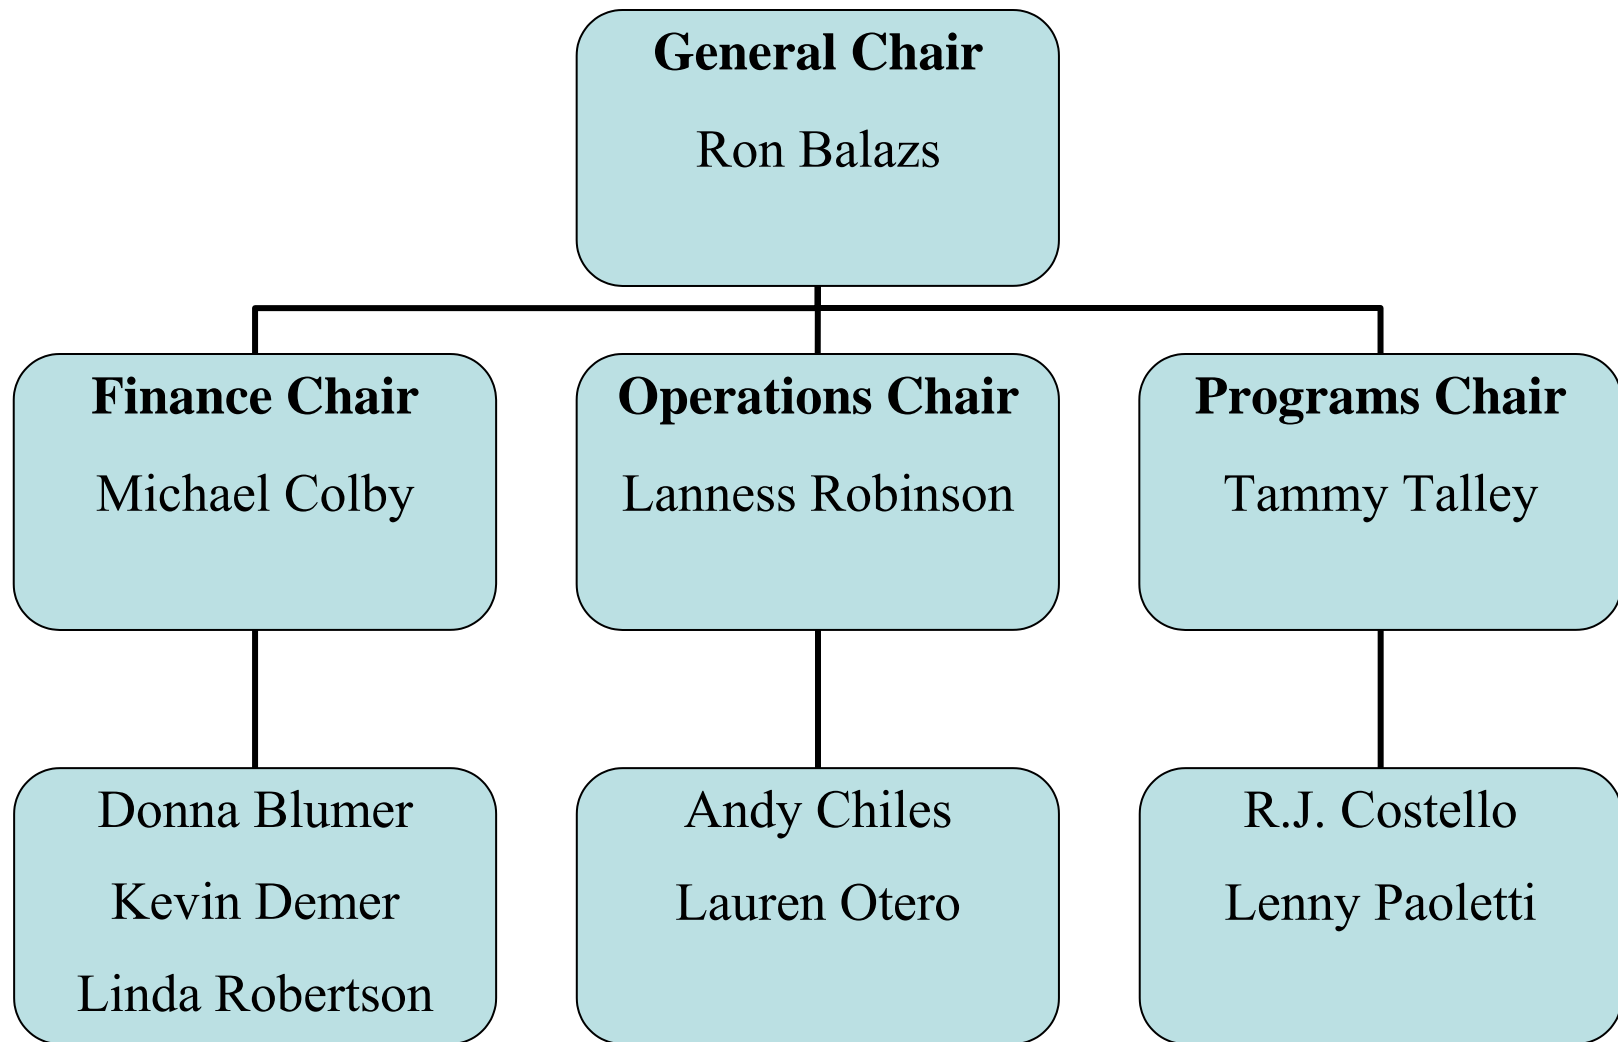 General Chair
Ron Balazs
Finance Chair
Michael Colby
Operations Chair
Lanness Robinson
Programs Chair
Tammy Talley
Donna Blumer
Kevin Demer
Linda Robertson
Andy Chiles
Lauren Otero
R.J. Costello
Lenny Paoletti